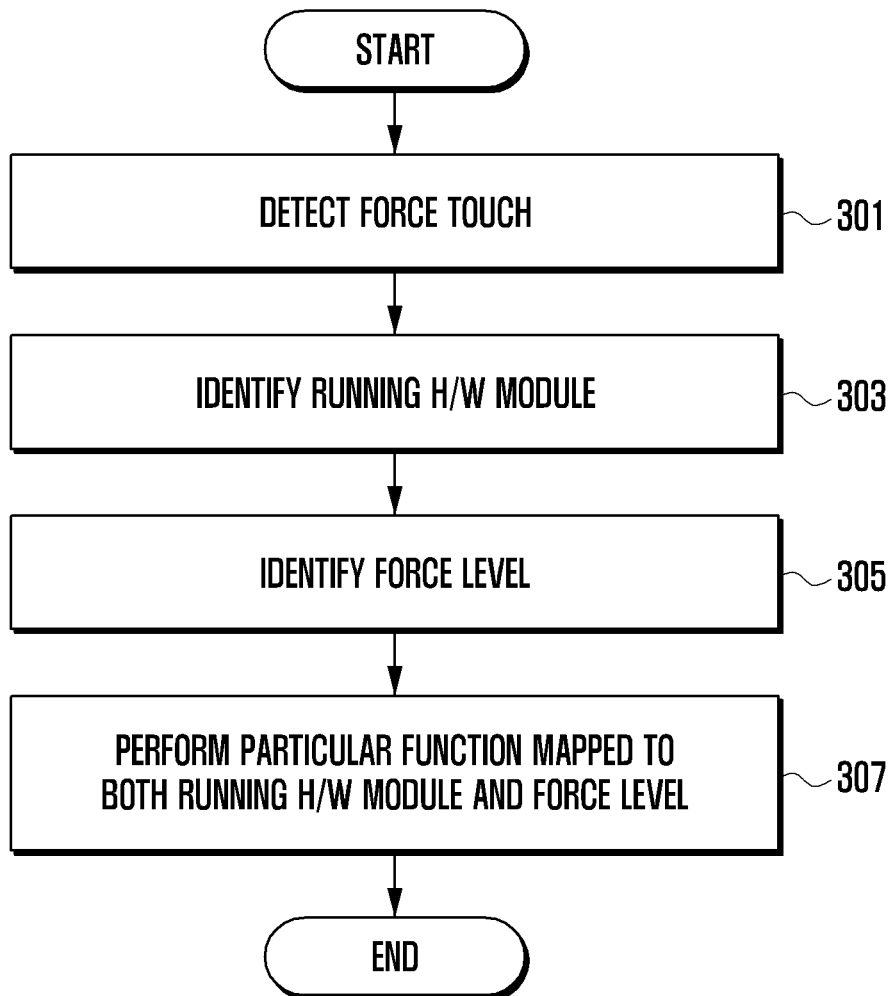 START
DETECT FORCE TOUCH
301
IDENTIFY RUNNING H/W MODULE
303
IDENTIFY FORCE LEVEL
305
PERFORM PARTICULAR FUNCTION MAPPED TO
BOTH RUNNING H/W MODULE AND FORCE LEVEL
307
END